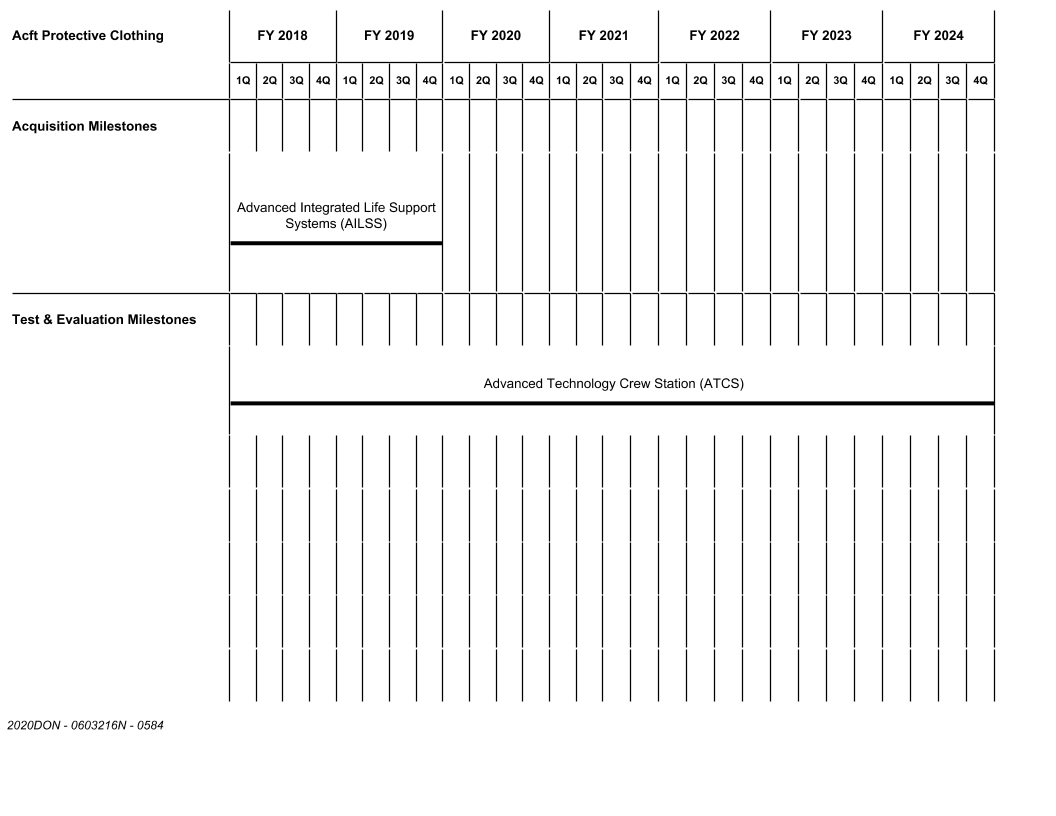 Acft Protective Clothing FY 2018 FY 2019 FY 2020 FY 2021 FY 2022 FY 2023 FY 2024
1Q 2Q 3Q 4Q 1Q 2Q 3Q 4Q 1Q 2Q 3Q 4Q 1Q 2Q 3Q 4Q 1Q 2Q 3Q 4Q 1Q 2Q 3Q 4Q 1Q 2Q 3Q 4Q
Acquisition Milestones
Advanced Integrated Life Support
Systems (AILSS)
Test & Evaluation Milestones
Advanced Technology Crew Station (ATCS)
2020DON - 0603216N - 0584